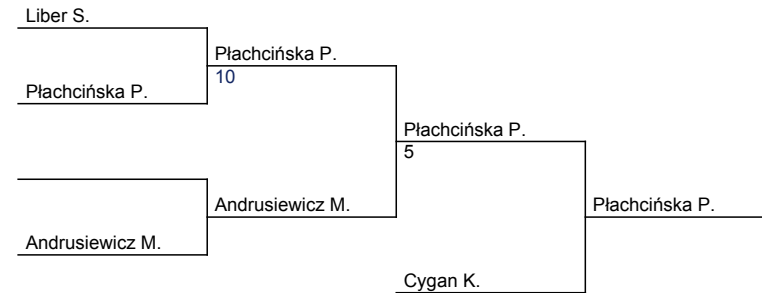 Liber S.
Płachcińska P.
10
Płachcińska P.
Płachcińska P.
5
Andrusiewicz M.
Płachcińska P.
Andrusiewicz M.
Cygan K.